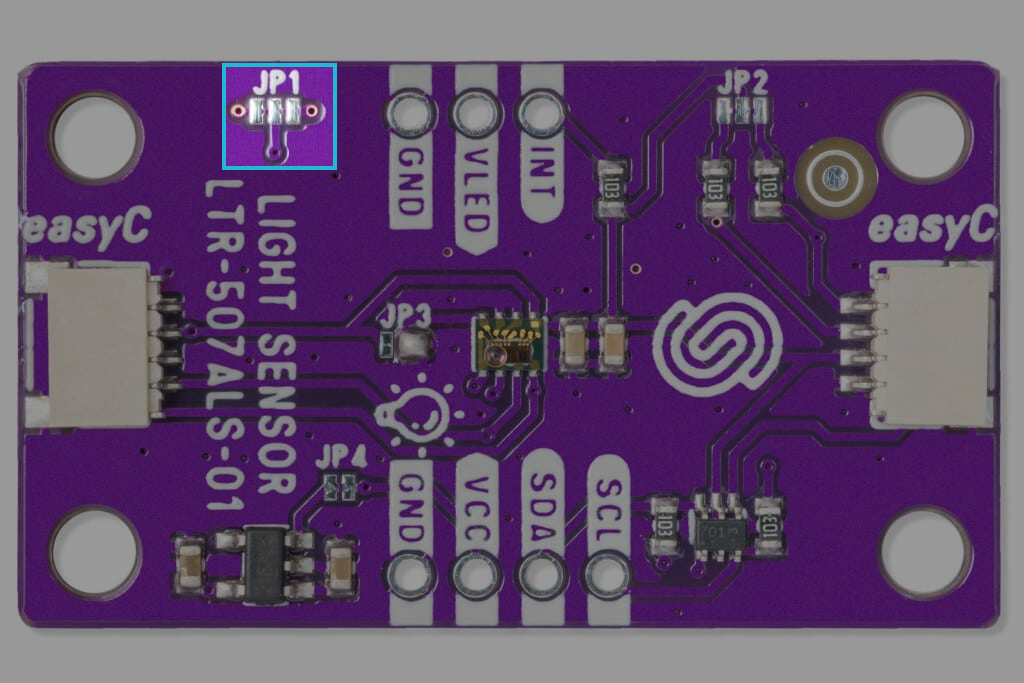 JP1
JP2
GND
VLED
INT
103
103
103
easyC
easyC
LIGHT SENSOR
LTR-507ALS-01
JP3
JP4
GND
VCC
SDA
SCL
103
103